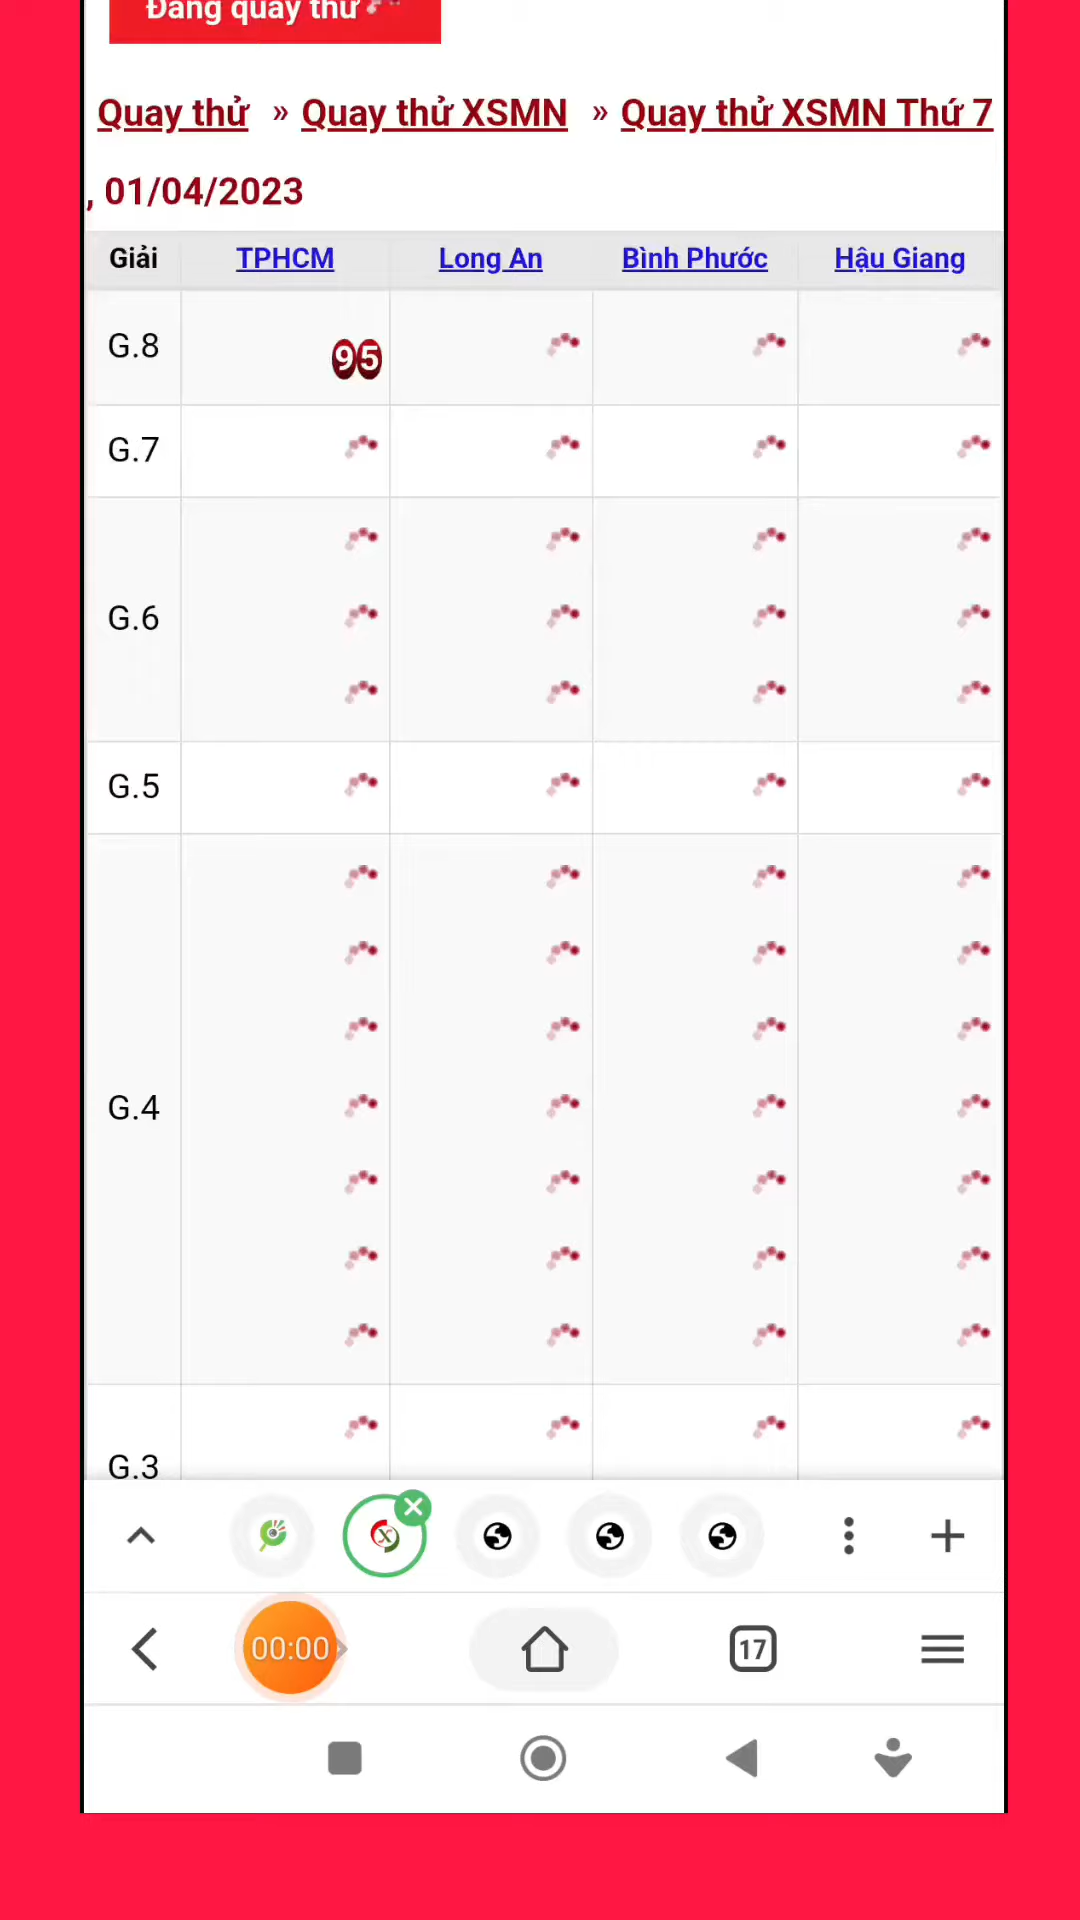 Đang quay thử
Quay thử » Quay thử XSMN » Quay thử XSMN Thứ 7
, 01/04/2023
Giải TPHCM Long An Bình Phước Hậu Giang
G.8 95
G.7
G.6
G.5
G.4
G.3
X
00:00 17